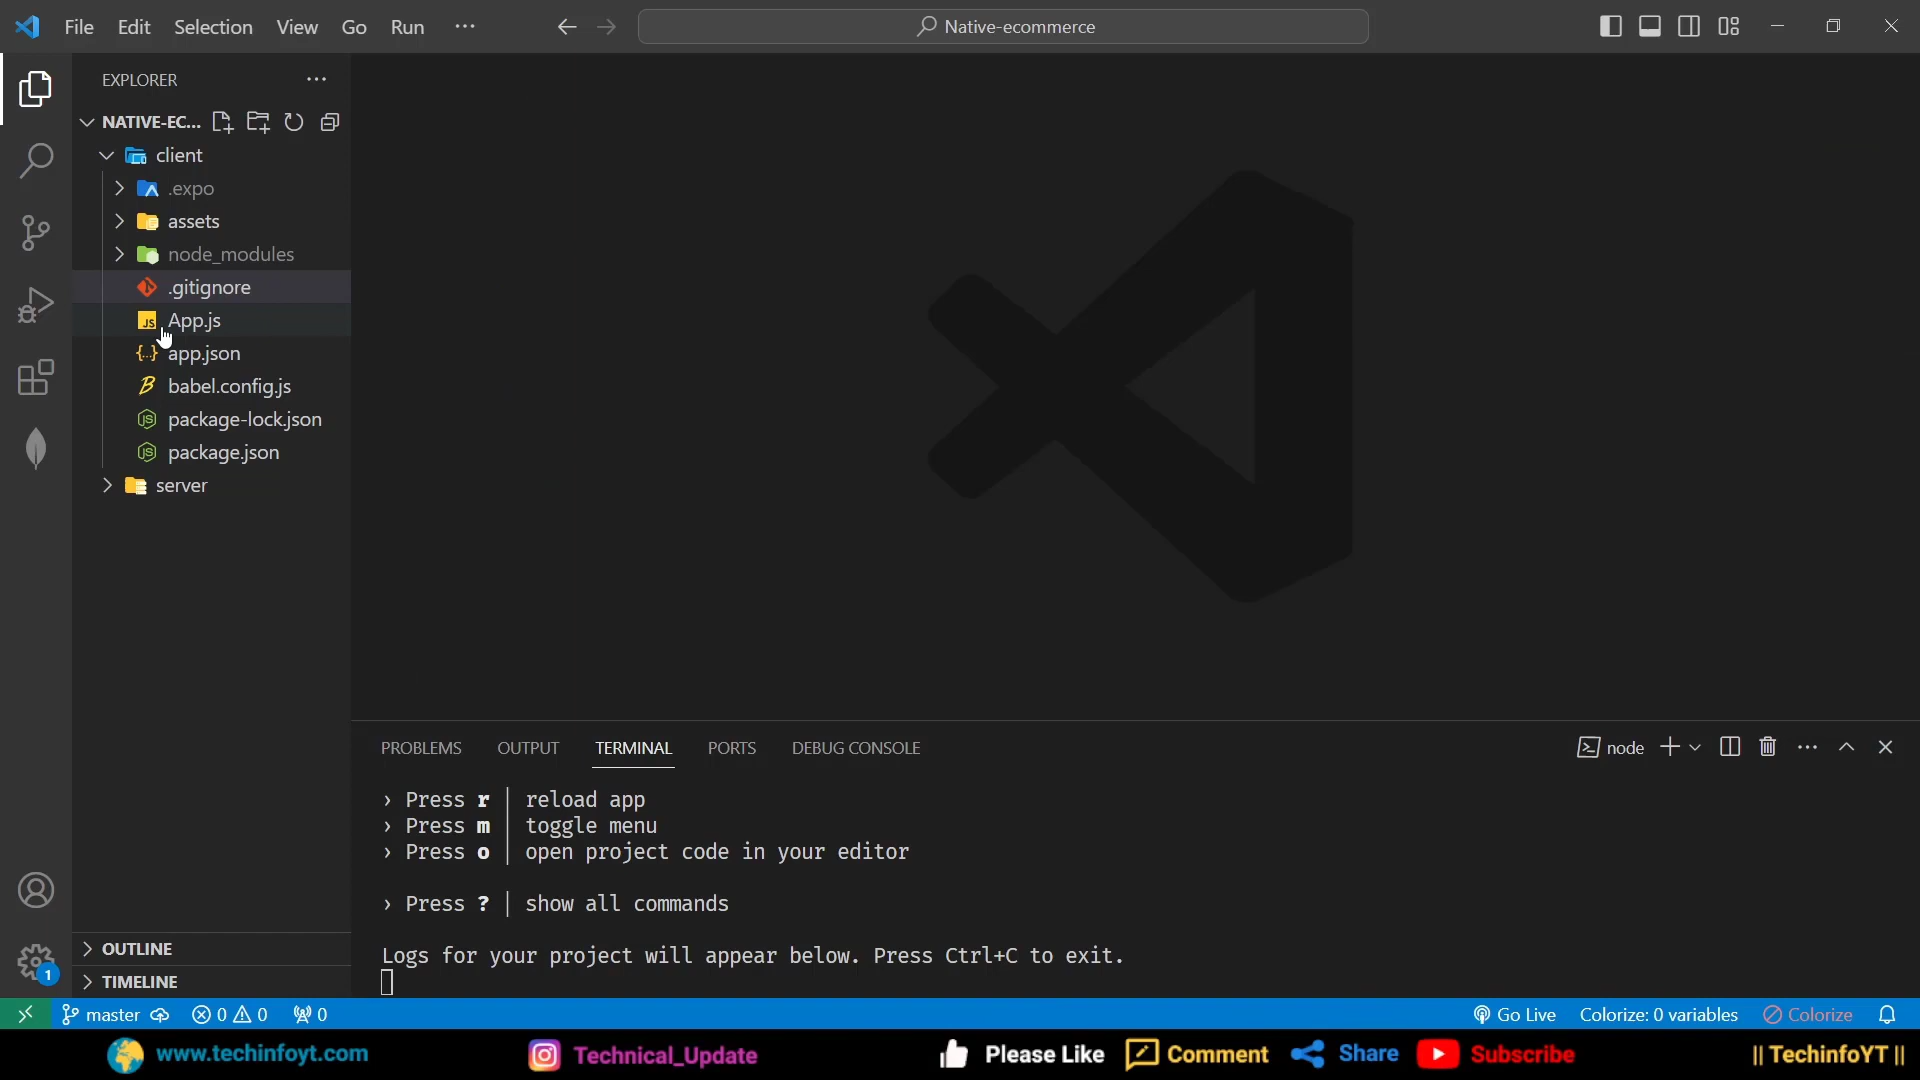 File Edit Selection View Go Run ··· Native-ecommerce
EXPLORER ···
NATIVE-EC...
client
.expo
assets
node_modules
.gitignore
JS App.js
{..} app.json
babel.config.js
package-lock.json
package.json
server
OUTLINE
TIMELINE
PROBLEMS OUTPUT TERMINAL PORTS DEBUG CONSOLE node
› Press r │ reload app
› Press m │ toggle menu
› Press o │ open project code in your editor
› Press ? │ show all commands
Logs for your project will appear below. Press Ctrl+C to exit.
1
master 0 0 0 Go Live Colorize: 0 variables Colorize
www.techinfoyt.com Technical_Update Please Like Comment Share Subscribe || TechinfoYT ||